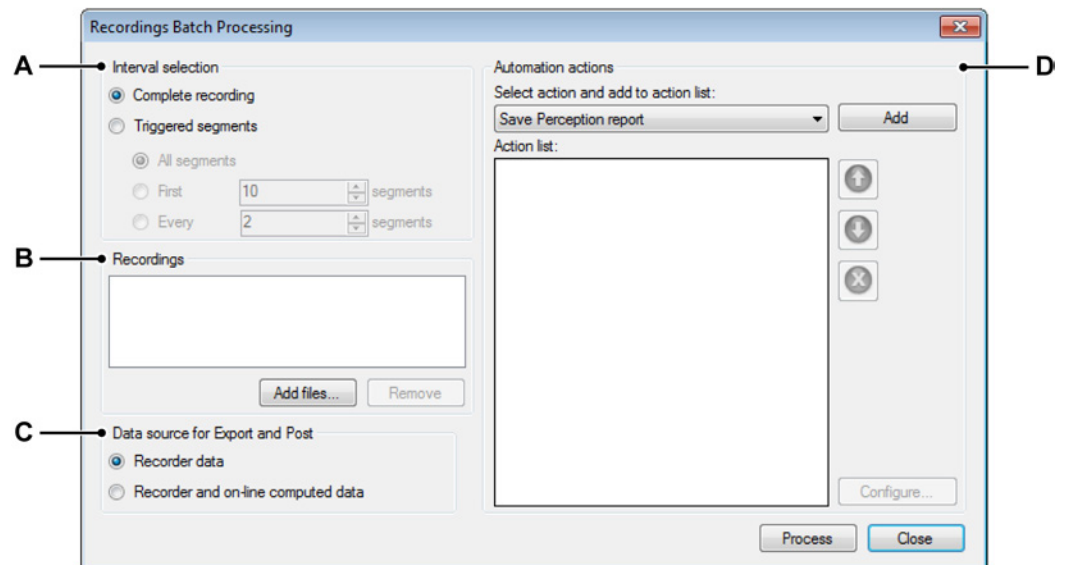 Recordings Batch Processing
A
Interval selection
Complete recording
Triggered segments
All segments
First 10 segments
Every 2 segments
B
Recordings
Add files... Remove
C
Data source for Export and Post
Recorder data
Recorder and on-line computed data
D
Automation actions
Select action and add to action list:
Save Perception report Add
Action list:
Configure...
Process Close